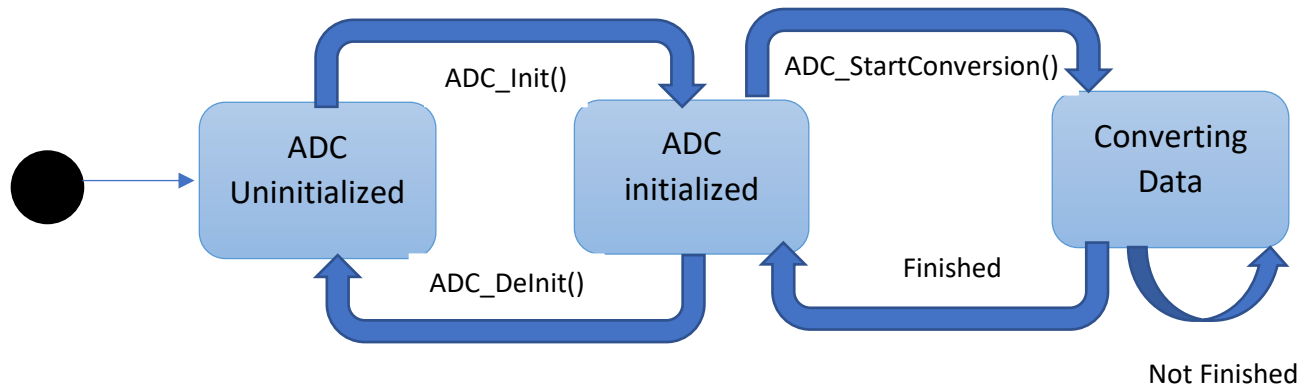 ADC_Init()
ADC_StartConversion()
ADC
Uninitialized
ADC
initialized
Converting
Data
ADC_DeInit()
Finished
Not Finished